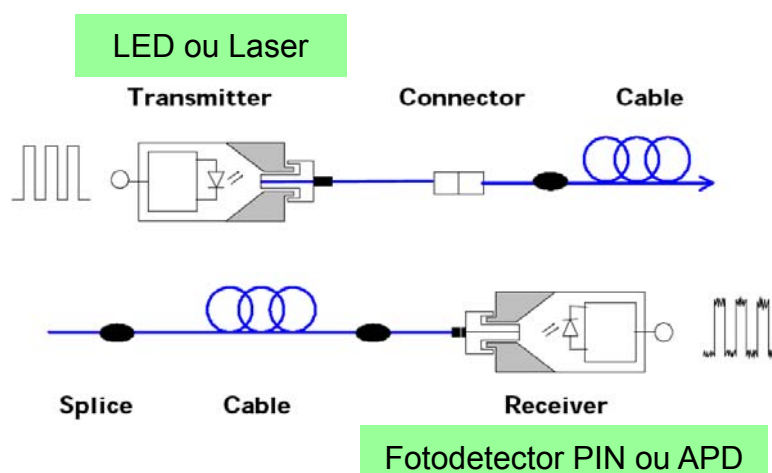 LED ou Laser
Transmitter Connector Cable
Splice Cable Receiver
Fotodetector PIN ou APD